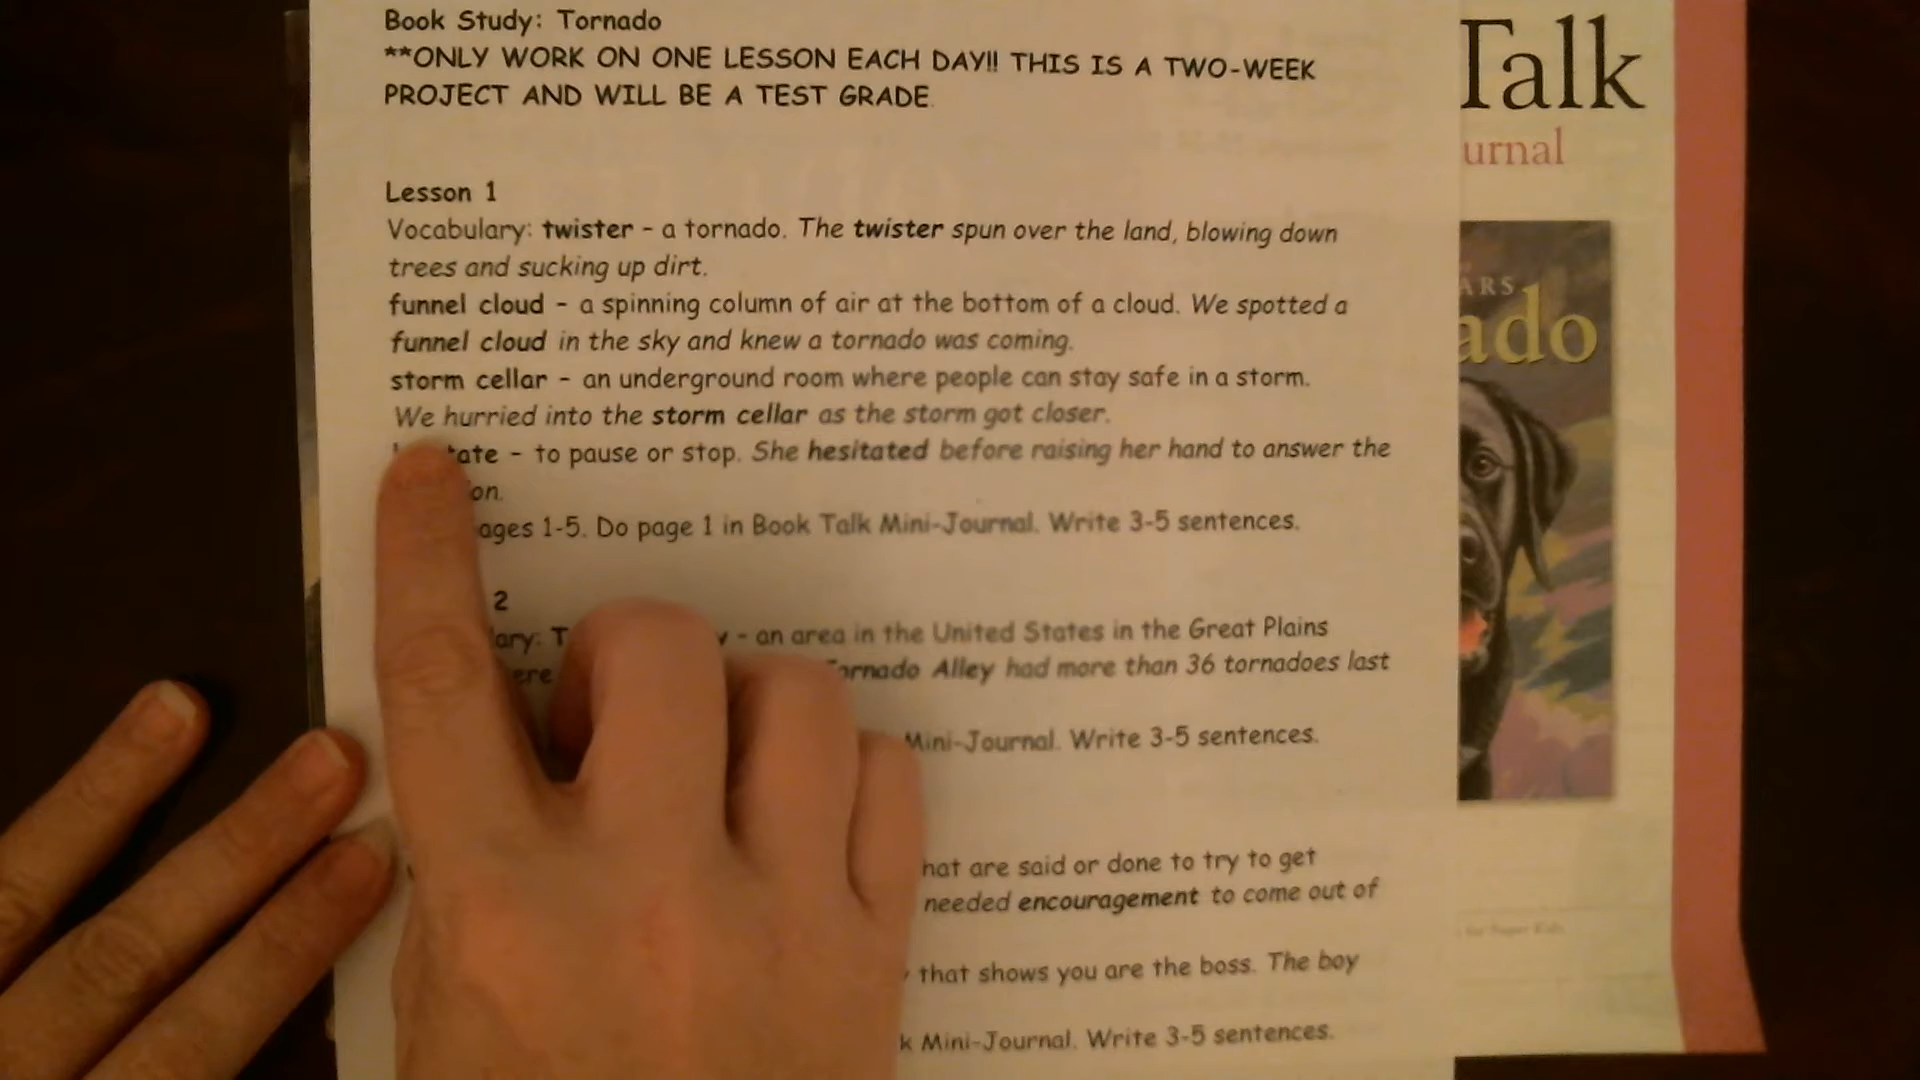 Book Study: Tornado
**ONLY WORK ON ONE LESSON EACH DAY!! THIS IS A TWO-WEEK
PROJECT AND WILL BE A TEST GRADE.
Lesson 1
Vocabulary: twister - a tornado. The twister spun over the land, blowing down
trees and sucking up dirt.
funnel cloud - a spinning column of air at the bottom of a cloud. We spotted a
funnel cloud in the sky and knew a tornado was coming.
storm cellar - an underground room where people can stay safe in a storm.
We hurried into the storm cellar as the storm got closer.
tate - to pause or stop. She hesitated before raising her hand to answer the
on.
ages 1-5. Do page 1 in Book Talk Mini-Journal. Write 3-5 sentences.
2
lary: T y - an area in the United States in the Great Plains
ere ornado Alley had more than 36 tornadoes last
Mini-Journal. Write 3-5 sentences.
hat are said or done to try to get
needed encouragement to come out of
that shows you are the boss. The boy
k Mini-Journal. Write 3-5 sentences.
Talk
urnal
ARS
ado
for Super Kids